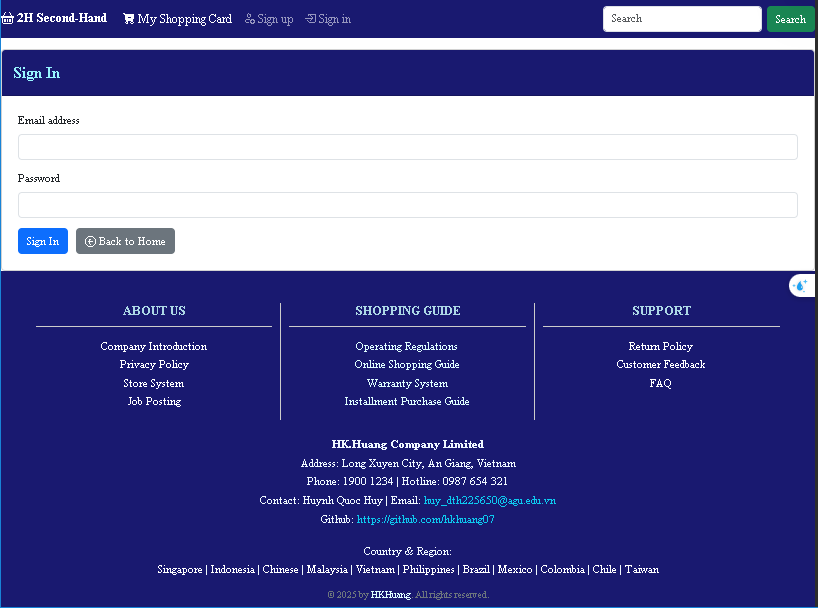 2H Second-Hand My Shopping Card Sign up Sign in Search Search
Sign In
Email address
Password
Sign In Back to Home
ABOUT US SHOPPING GUIDE SUPPORT
Company Introduction Operating Regulations Return Policy
Privacy Policy Online Shopping Guide Customer Feedback
Store System Warranty System FAQ
Job Posting Installment Purchase Guide
HK.Huang Company Limited
Address: Long Xuyen City, An Giang, Vietnam
Phone: 1900 1234 | Hotline: 0987 654 321
Contact: Huynh Quoc Huy | Email: huy_dth225650@agu.edu.vn
Github: https://github.com/hkhuang07
Country & Region:
Singapore | Indonesia | Chinese | Malaysia | Vietnam | Philippines | Brazil | Mexico | Colombia | Chile | Taiwan
© 2025 by HKHuang. All rights reserved.